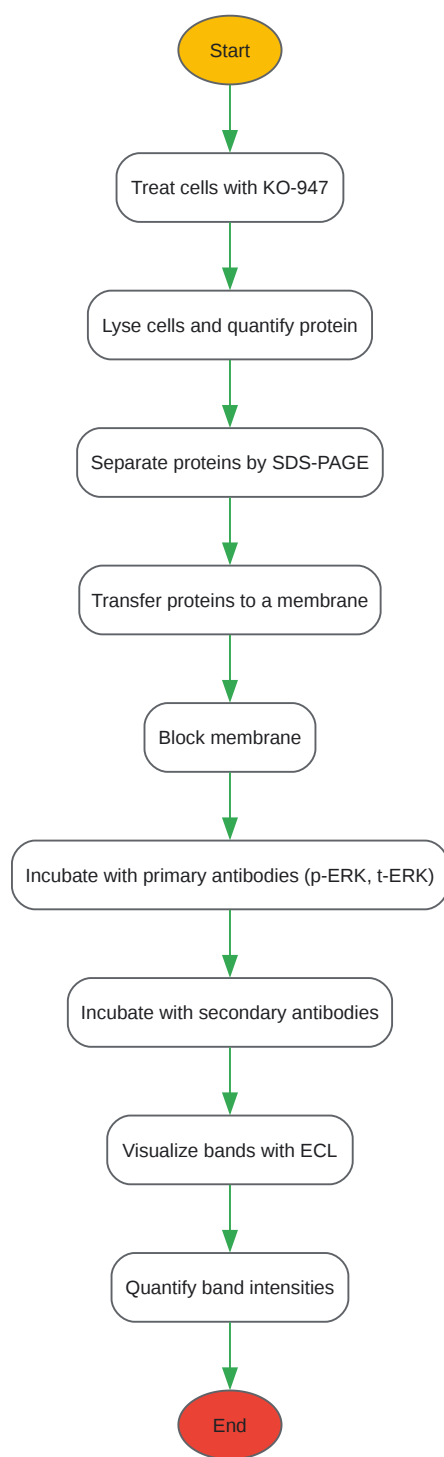 Start
Treat cells with KO-947
Lyse cells and quantify protein
Separate proteins by SDS-PAGE
Transfer proteins to a membrane
Block membrane
Incubate with primary antibodies (p-ERK, t-ERK)
Incubate with secondary antibodies
Visualize bands with ECL
Quantify band intensities
End